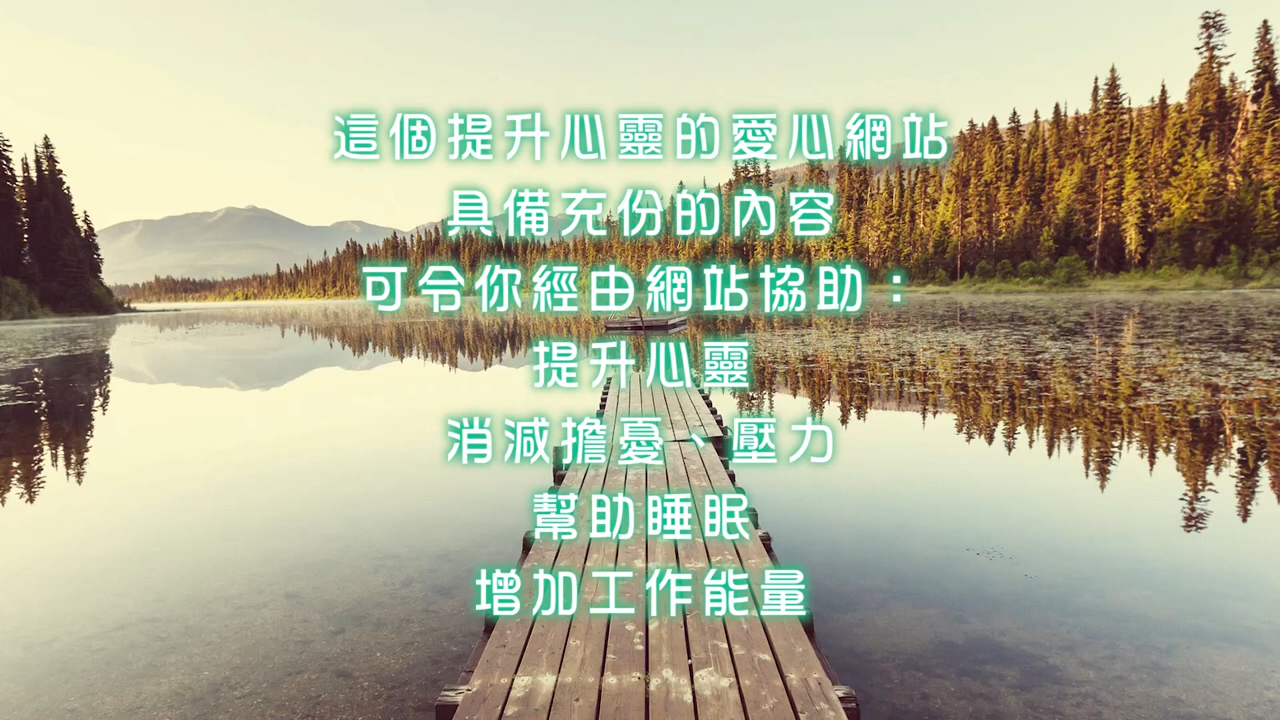 這個提升心靈的愛心網站
具備充份的內容
可令你經由網站協助：
提升心靈
消減擔憂、壓力
幫助睡眠
增加工作能量